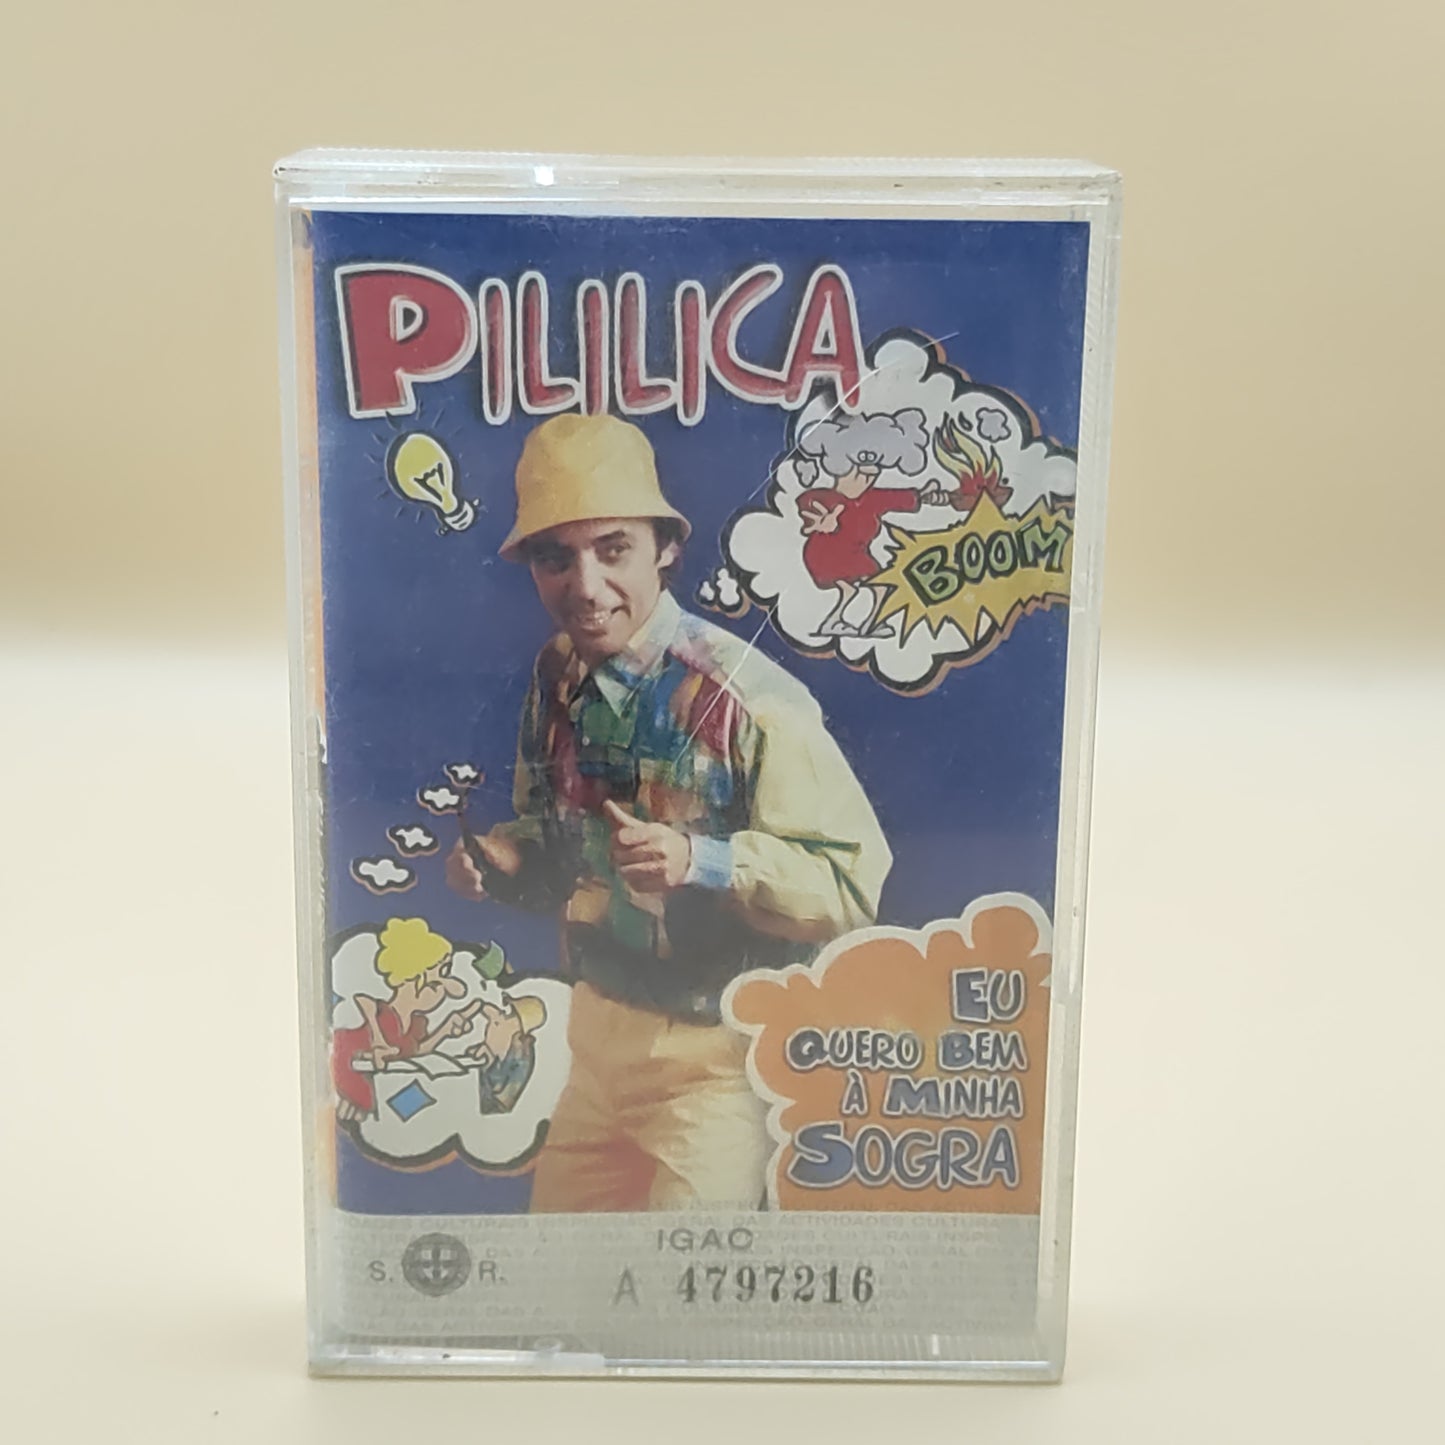 PILILICA
BOOM
EU
QUERO BEM
À MINHA
SOGRA
IGAC
S. R.
A 4797216